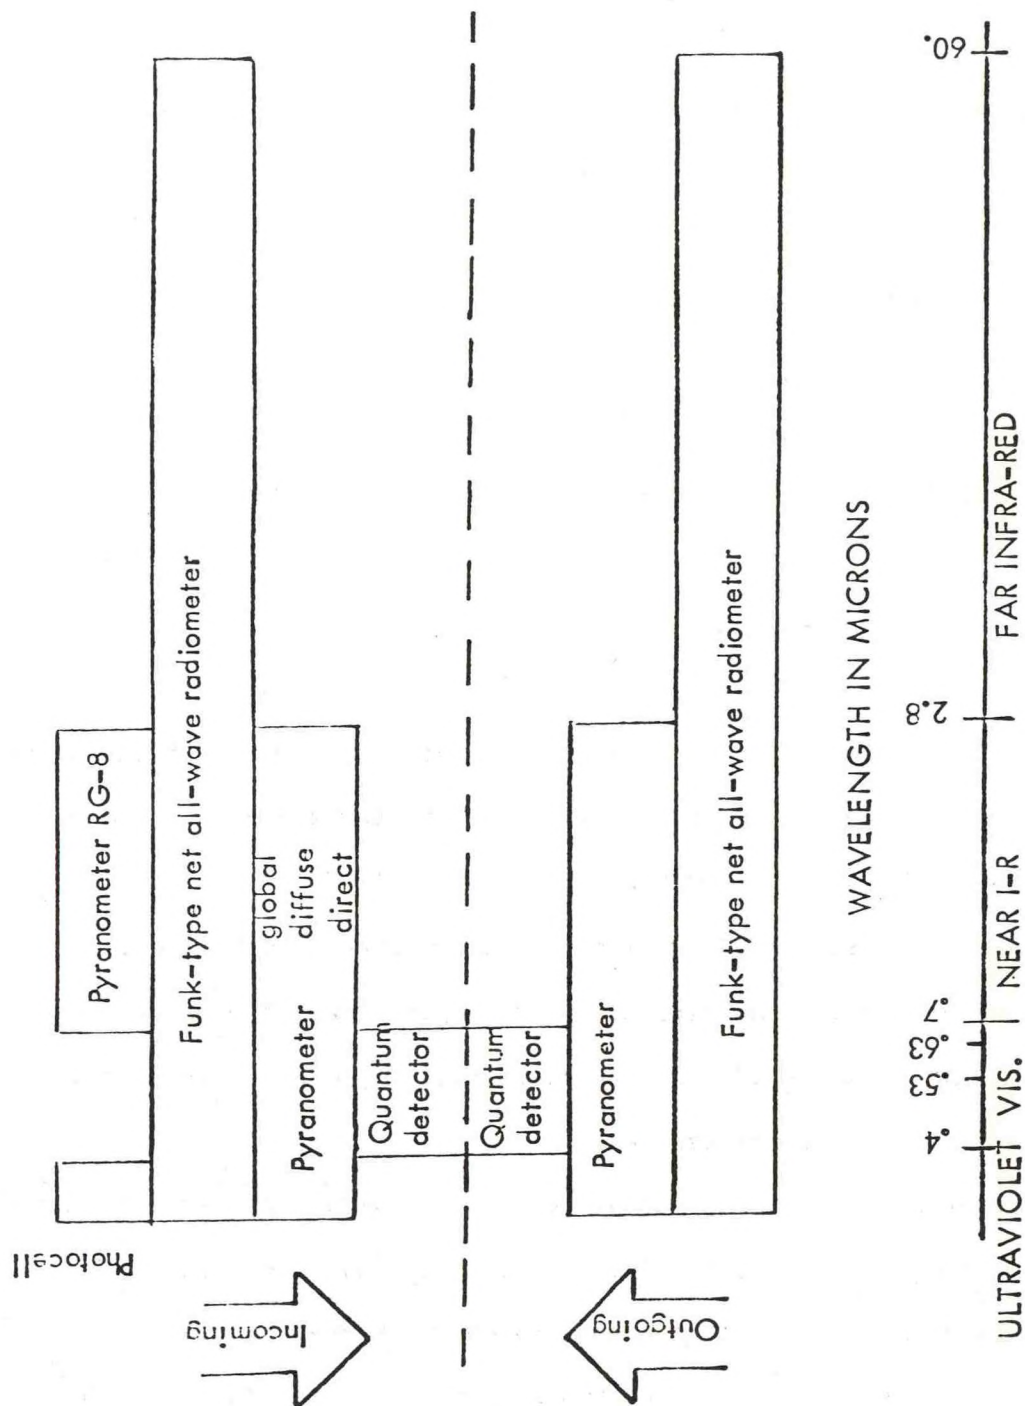 Photocell
Pyranometer RG-8
Funk-type net all-wave radiometer
global
diffuse
direct
Pyranometer
Quantum
detector
Incoming
Quantum
detector
Outgoing
Pyranometer
Funk-type net all-wave radiometer
WAVELENGTH IN MICRONS
.4 .53 .63 .7 2.8 60.
ULTRAVIOLET VIS. NEAR I-R FAR INFRA-RED